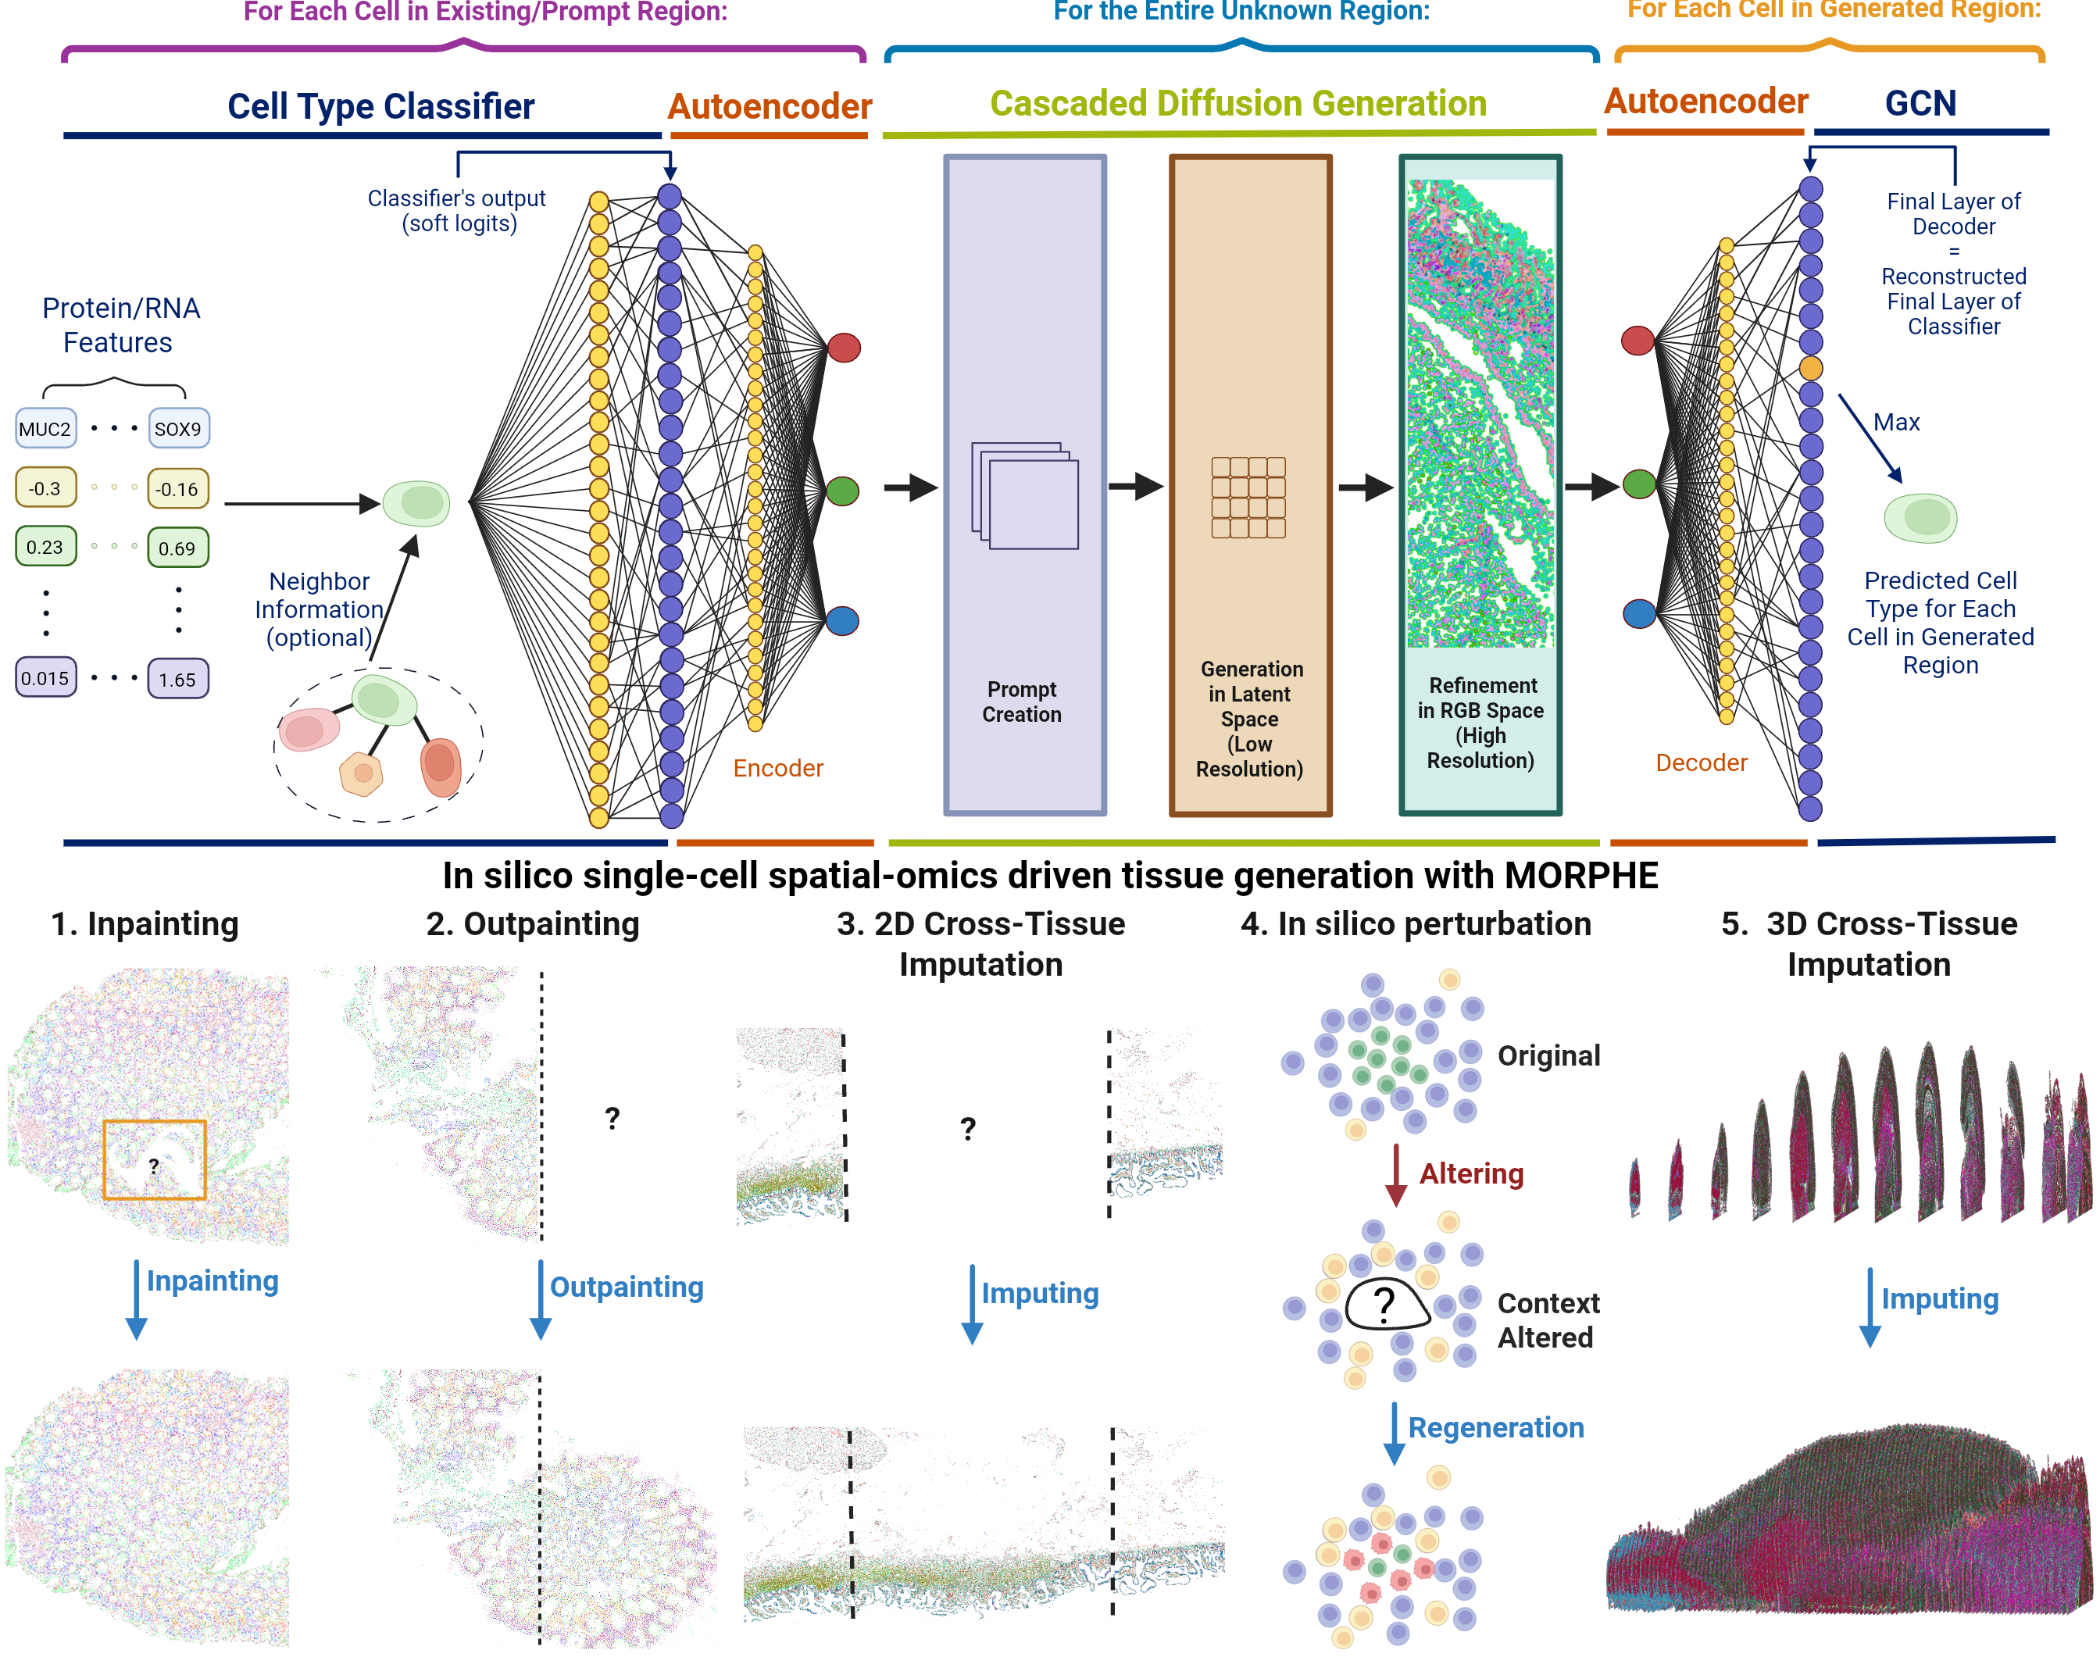 For Each Cell in Existing/Prompt Region:
For the Entire Unknown Region:
For Each Cell in Generated Region:
Cell Type Classifier
Autoencoder
Cascaded Diffusion Generation
Autoencoder
GCN
Classifier's output
(soft logits)
Protein/RNA
Features
MUC2 • • • SOX9
-0.3 -0.16
0.23 0.69
0.015 • • • 1.65
Neighbor
Information
(optional)
Encoder
Prompt
Creation
Generation
in Latent
Space
(Low
Resolution)
Refinement
in RGB Space
(High
Resolution)
Decoder
Final Layer of
Decoder
=
Reconstructed
Final Layer of
Classifier
Max
Predicted Cell
Type for Each
Cell in Generated
Region
In silico single-cell spatial-omics driven tissue generation with MORPHE
1. Inpainting
?
Inpainting
2. Outpainting
?
Outpainting
3. 2D Cross-Tissue
Imputation
?
Imputing
4. In silico perturbation
Original
Altering
?
Context
Altered
Regeneration
5. 3D Cross-Tissue
Imputation
Imputing